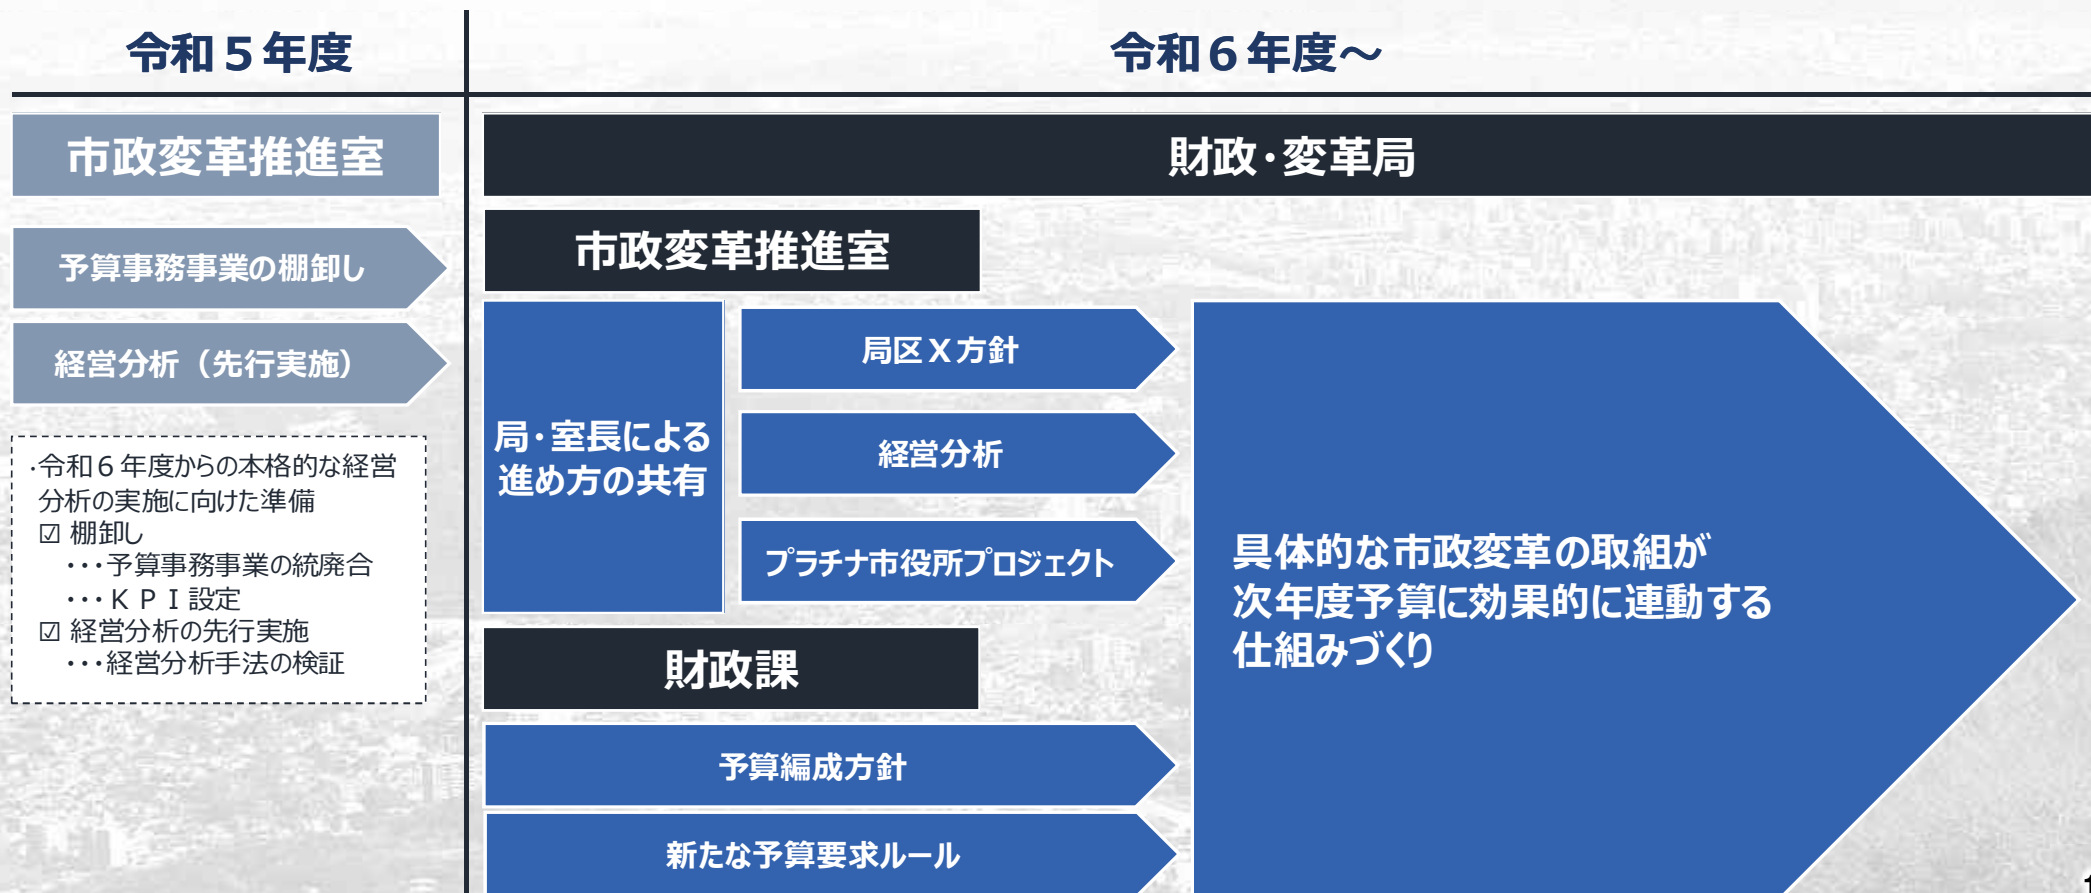 令和５年度
令和６年度～
市政変革推進室
予算事務事業の棚卸し
経営分析（先行実施）
・令和６年度からの本格的な経営
分析の実施に向けた準備
☑ 棚卸し
・・・予算事務事業の統廃合
・・・ＫＰＩ設定
☑ 経営分析の先行実施
・・・経営分析手法の検証
財政・変革局
市政変革推進室
局・室長による
進め方の共有
局区Ｘ方針
経営分析
プラチナ市役所プロジェクト
財政課
予算編成方針
新たな予算要求ルール
具体的な市政変革の取組が
次年度予算に効果的に連動する
仕組みづくり